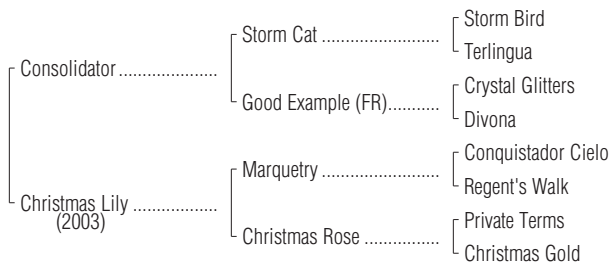 Storm Bird
Storm Cat ..........................
Consolidator ...................... Terlingua
Crystal Glitters
Good Example (FR)...........
Divona
Conquistador Cielo
Marquetry .........................
Christmas Lily ................... Regent's Walk
(2003) Private Terms
Christmas Rose .................
Christmas Gold